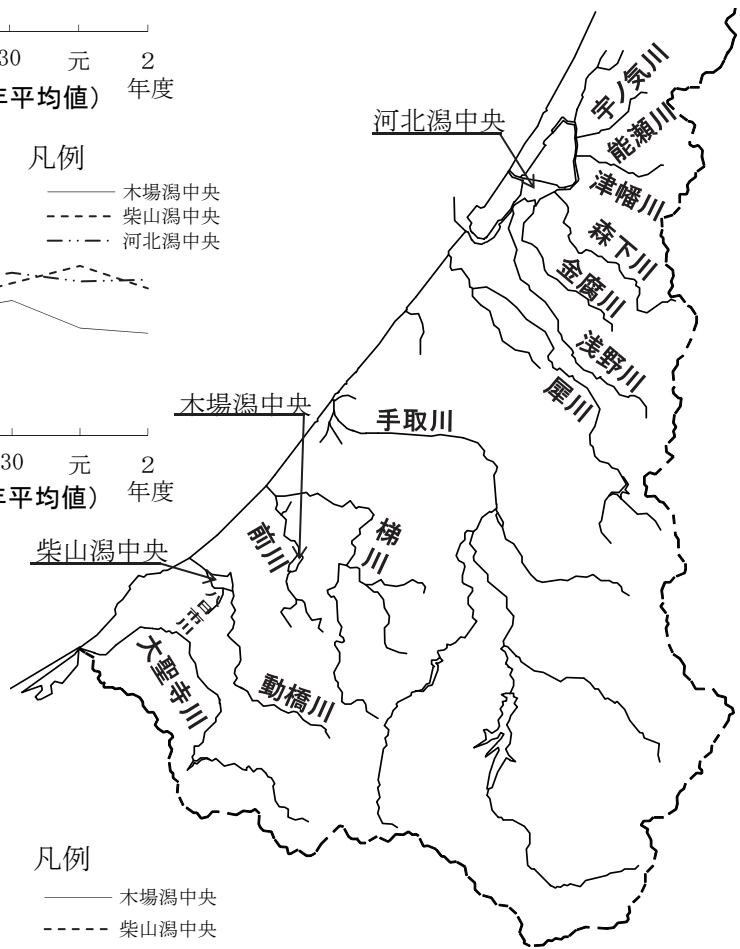 30 元 2
年平均値) 年度
凡例
木場潟中央
柴山潟中央
河北潟中央
30 元 2
年平均値) 年度
凡例
木場潟中央
柴山潟中央
河北潟中央
宇ノ気川
能瀬川
津幡川
森下川
金腐川
浅野川
犀川
木場潟中央
手取川
前川
梯川
柴山潟中央
八日市川
大聖寺川
動橋川